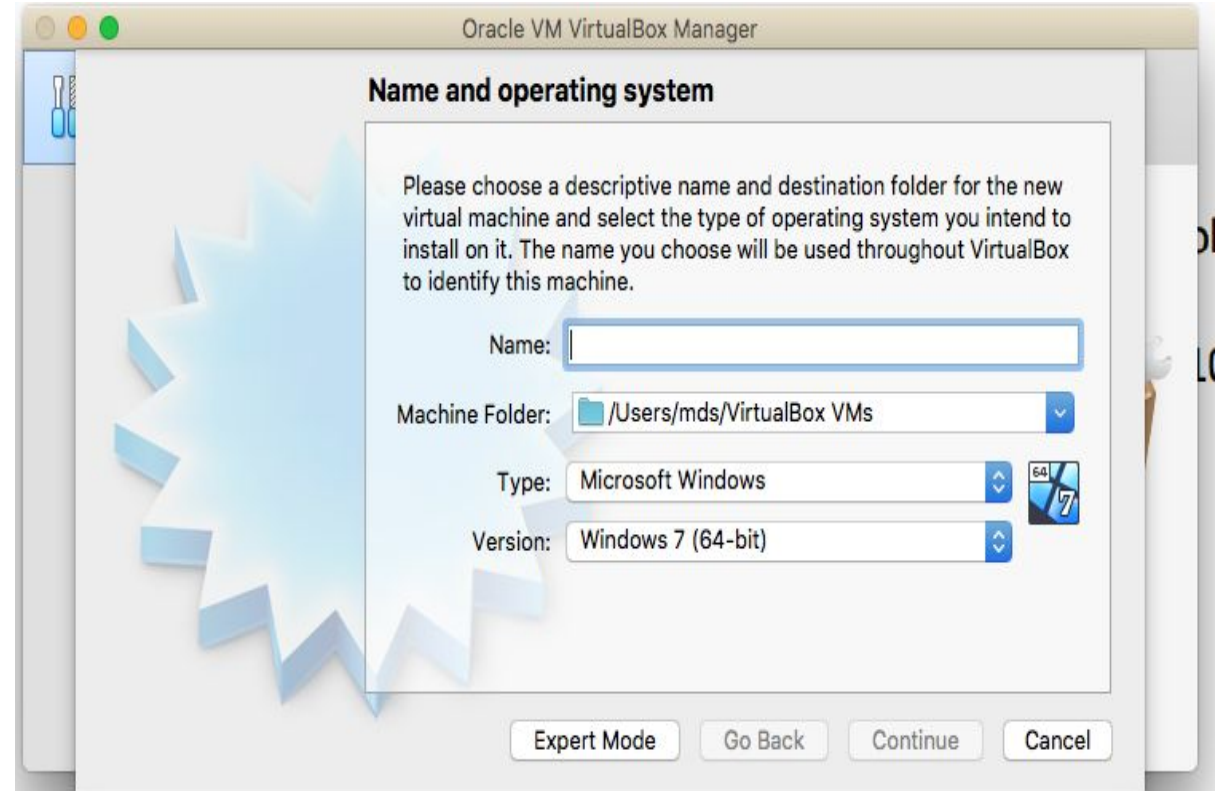 Oracle VM VirtualBox Manager
Name and operating system
Please choose a descriptive name and destination folder for the new
virtual machine and select the type of operating system you intend to
install on it. The name you choose will be used throughout VirtualBox
to identify this machine.
Name:
Machine Folder: /Users/mds/VirtualBox VMs
Type: Microsoft Windows
64
7
Version: Windows 7 (64-bit)
Expert Mode Go Back Continue Cancel